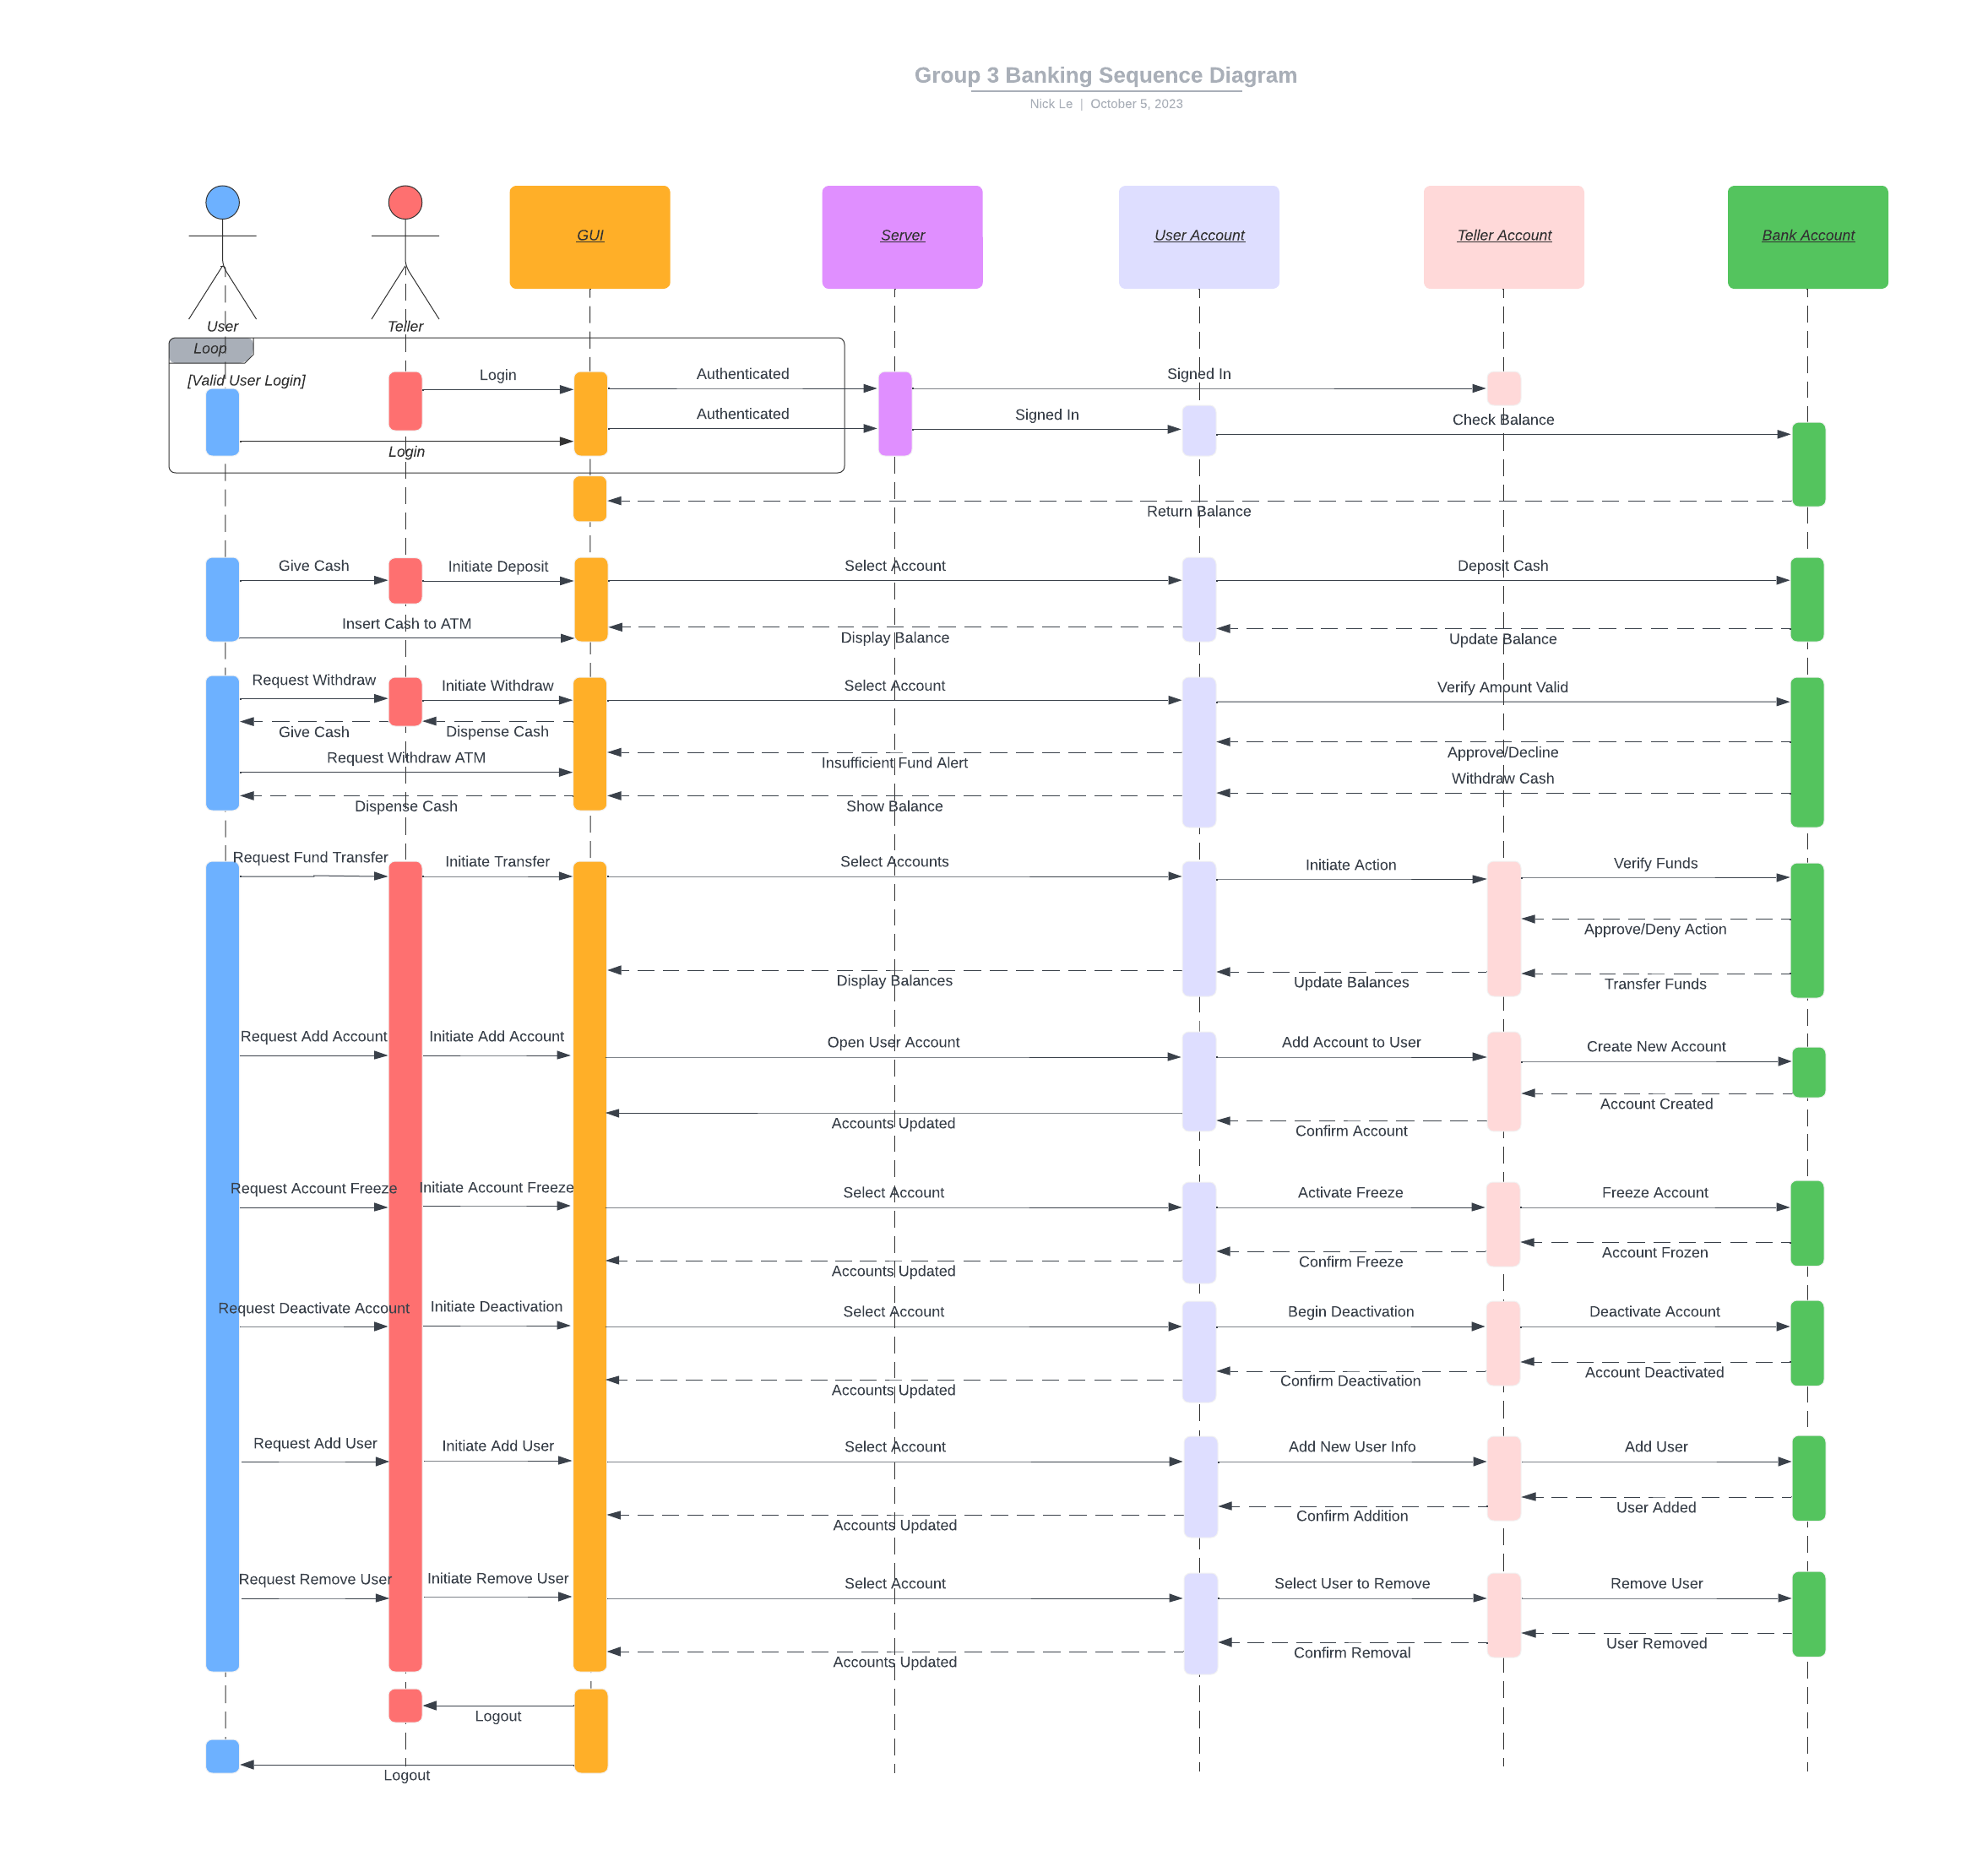 Group 3 Banking Sequence Diagram
Nick Le | October 5, 2023
GUI
Server
User Account
Teller Account
Bank Account
User
Teller
Loop
[Valid User Login]
Login
Authenticated
Signed In
Authenticated
Signed In
Check Balance
Login
Return Balance
Give Cash
Initiate Deposit
Select Account
Deposit Cash
Insert Cash to ATM
Display Balance
Update Balance
Request Withdraw
Initiate Withdraw
Select Account
Verify Amount Valid
Give Cash
Dispense Cash
Request Withdraw ATM
Insufficient Fund Alert
Approve/Decline
Withdraw Cash
Dispense Cash
Show Balance
Request Fund Transfer
Initiate Transfer
Select Accounts
Initiate Action
Verify Funds
Approve/Deny Action
Display Balances
Update Balances
Transfer Funds
Request Add Account
Initiate Add Account
Open User Account
Add Account to User
Create New Account
Account Created
Accounts Updated
Confirm Account
Request Account Freeze
Initiate Account Freeze
Select Account
Activate Freeze
Freeze Account
Account Frozen
Confirm Freeze
Accounts Updated
Request Deactivate Account
Initiate Deactivation
Select Account
Begin Deactivation
Deactivate Account
Account Deactivated
Confirm Deactivation
Accounts Updated
Request Add User
Initiate Add User
Select Account
Add New User Info
Add User
User Added
Confirm Addition
Accounts Updated
Request Remove User
Initiate Remove User
Select Account
Select User to Remove
Remove User
User Removed
Confirm Removal
Accounts Updated
Logout
Logout